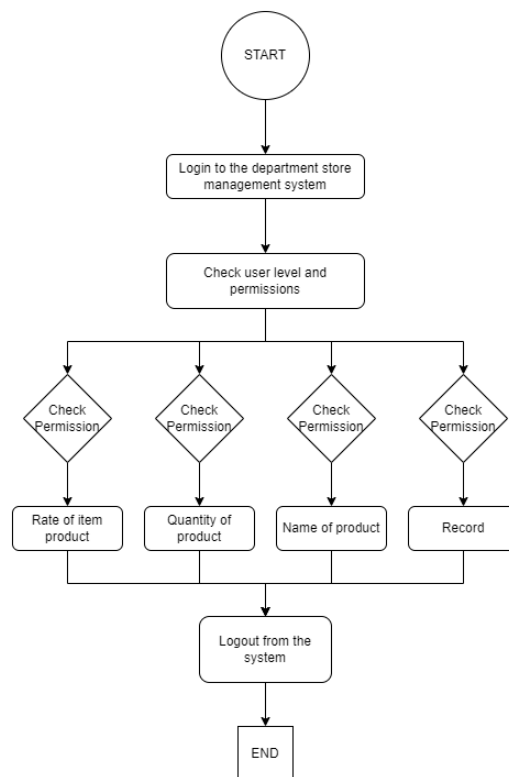 START
Login to the department store
management system
Check user level and
permissions
Check
Permission
Check
Permission
Check
Permission
Check
Permission
Rate of item
product
Quantity of
product
Name of product
Record
Logout from the
system
END